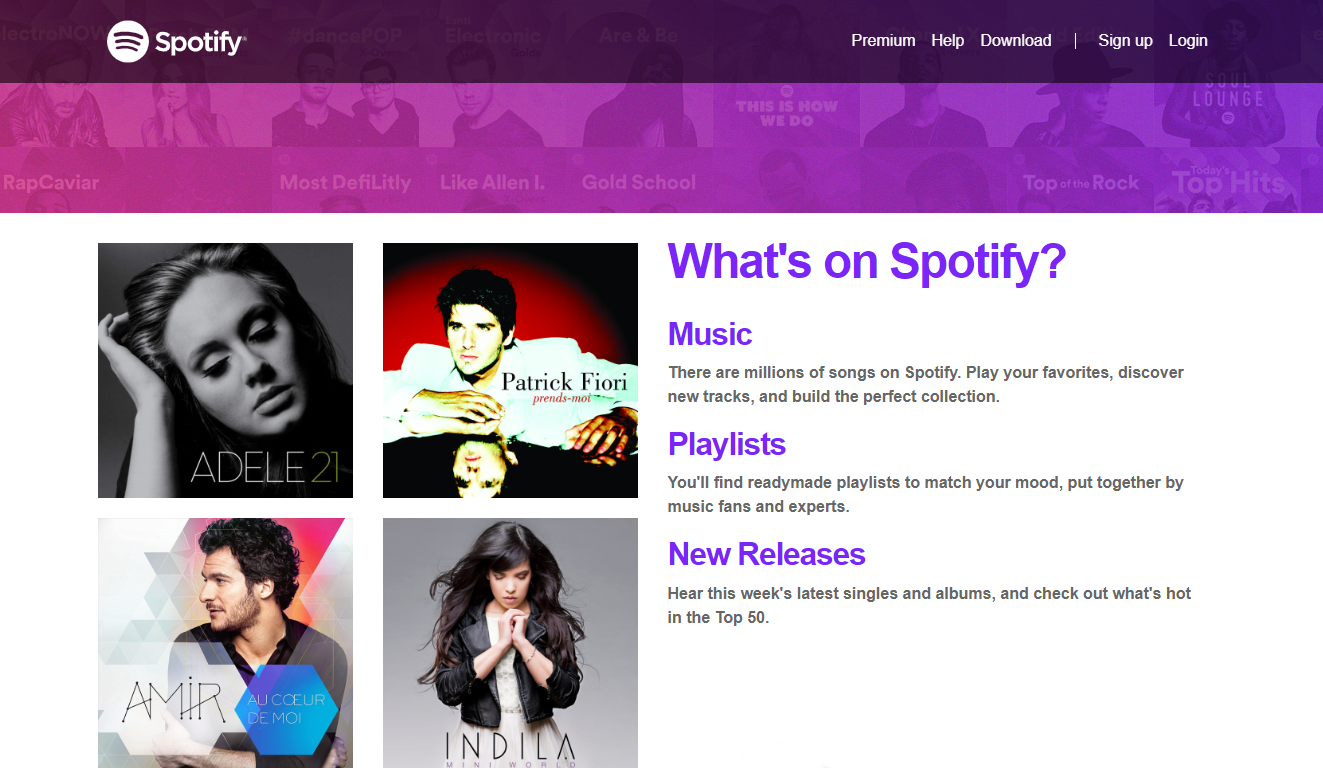 Spotify®
Premium Help Download | Sign up Login
#dancePOP
Electronic
Are & Be
SOUL
LOUNGE
THIS IS HOW
WE DO
RapCaviar
Most DefiLitly
Like Allen I.
Gold School
Top of the Rock
Today's
Top Hits
ADELE 21
Patrick Fiori
prends-moi
AMIR
AU CŒUR
DE MOI
INDILA
MINI WORLD
What's on Spotify?
Music
There are millions of songs on Spotify. Play your favorites, discover
new tracks, and build the perfect collection.
Playlists
You'll find readymade playlists to match your mood, put together by
music fans and experts.
New Releases
Hear this week's latest singles and albums, and check out what's hot
in the Top 50.